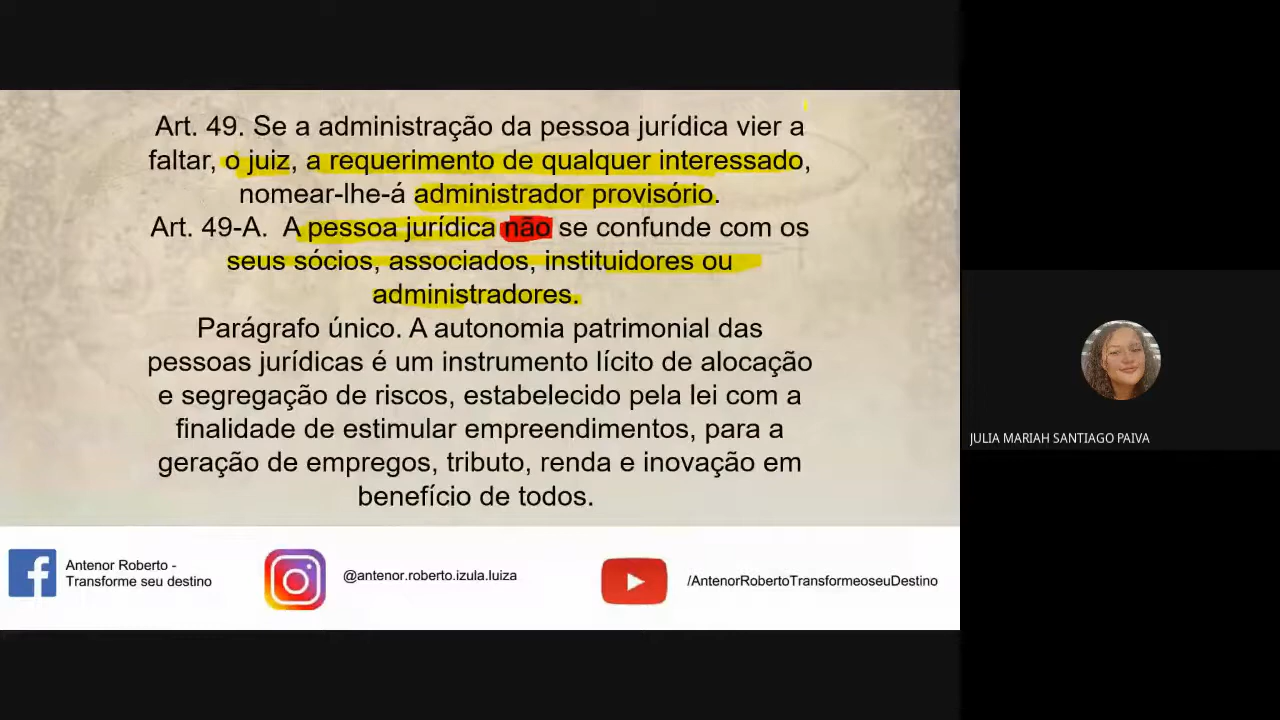 Art. 49. Se a administração da pessoa jurídica vier a
faltar, o juiz, a requerimento de qualquer interessado,
nomear-lhe-á administrador provisório.
Art. 49-A.  A pessoa jurídica não se confunde com os
seus sócios, associados, instituidores ou
administradores.
Parágrafo único. A autonomia patrimonial das
pessoas jurídicas é um instrumento lícito de alocação
e segregação de riscos, estabelecido pela lei com a
finalidade de estimular empreendimentos, para a
geração de empregos, tributo, renda e inovação em
benefício de todos.
Antenor Roberto -
Transforme seu destino
@antenor.roberto.izula.luiza
/AntenorRobertoTransformeoseuDestino
JULIA MARIAH SANTIAGO PAIVA